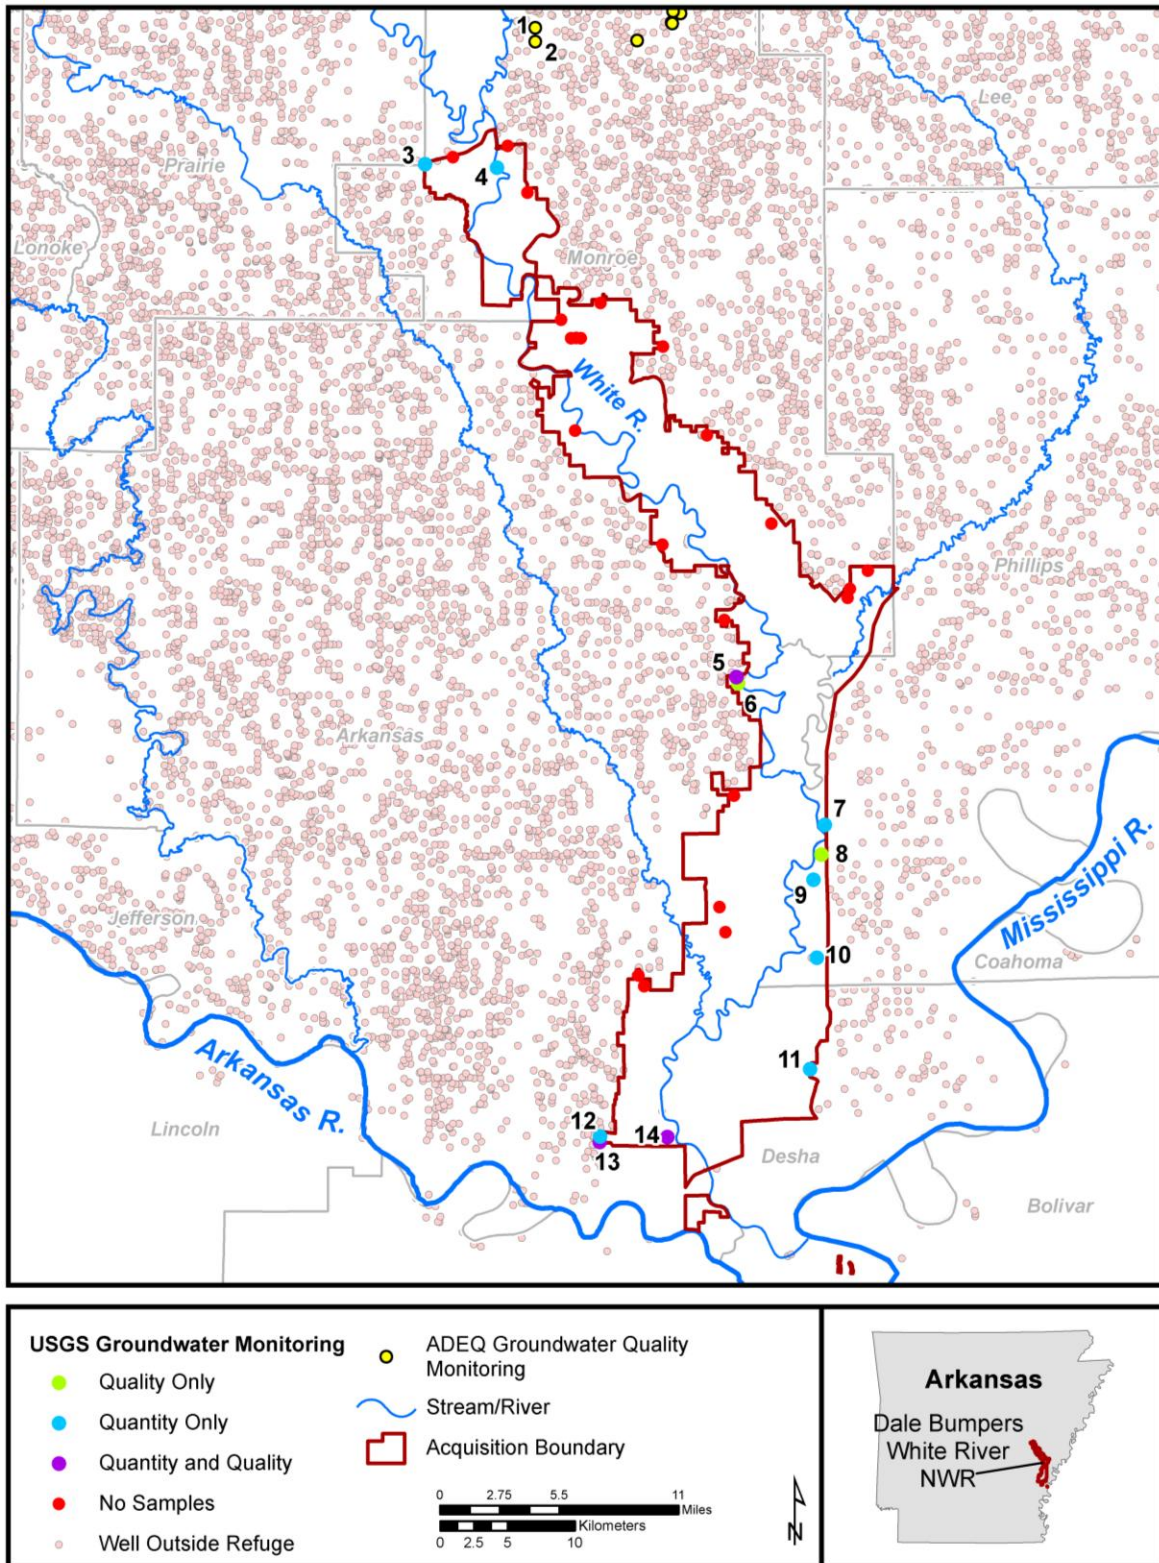 1
2
Lee
3
Prairie
4
Lonoke
Monroe
White R.
Phillips
5
6
Arkansas
7
8
9
Mississippi R.
Jefferson
10
Coahoma
11
Arkansas R.
Lincoln
12
14
13
Desha
Bolivar
USGS Groundwater Monitoring
Quality Only
Quantity Only
Quantity and Quality
No Samples
Well Outside Refuge
ADEQ Groundwater Quality
Monitoring
Stream/River
Acquisition Boundary
0 2.75 5.5 11
Miles
Kilometers
0 2.5 5 10
N
Arkansas
Dale Bumpers
White River
NWR